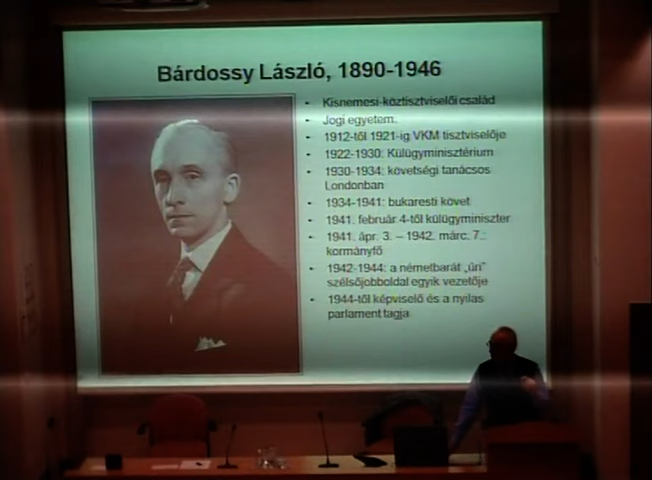 Bárdossy László, 1890-1946
• Kisnemesi-köztisztviselői család
• Jogi egyetem.
• 1912-től 1921-ig VKM tisztviselője
• 1922-1930: Külügyminisztérium
• 1930-1934: követségi tanácsos
Londonban
• 1934-1941: bukaresti követ
• 1941. február 4-től külügyminiszter
• 1941. ápr. 3. – 1942. márc. 7.:
kormányfő
• 1942-1944: a németbarát „úri”
szélsőjobboldal egyik vezetője
• 1944-től képviselő és a nyilas
parlament tagja